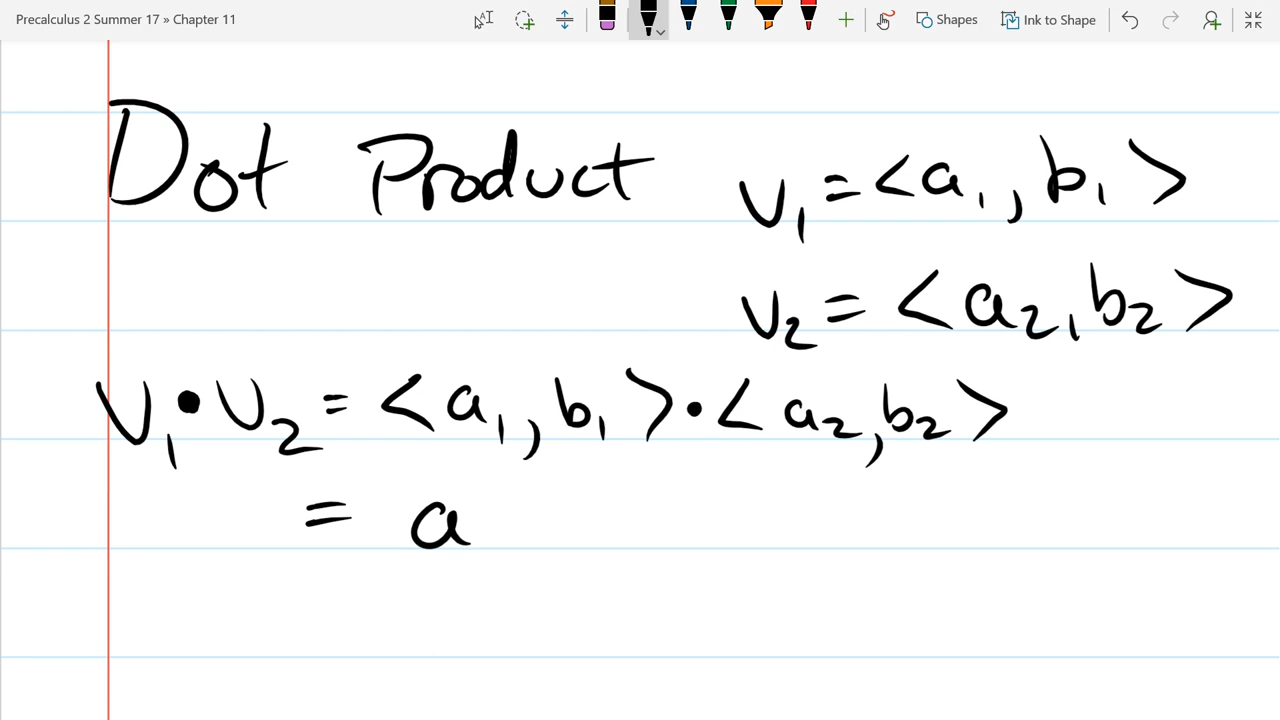 Precalculus 2 Summer 17 » Chapter 11
Shapes
Ink to Shape
Dot Product
v₁ = <a₁, b₁>
v₂ = <a₂, b₂>
v₁ • v₂ = <a₁, b₁> • <a₂, b₂>
= a